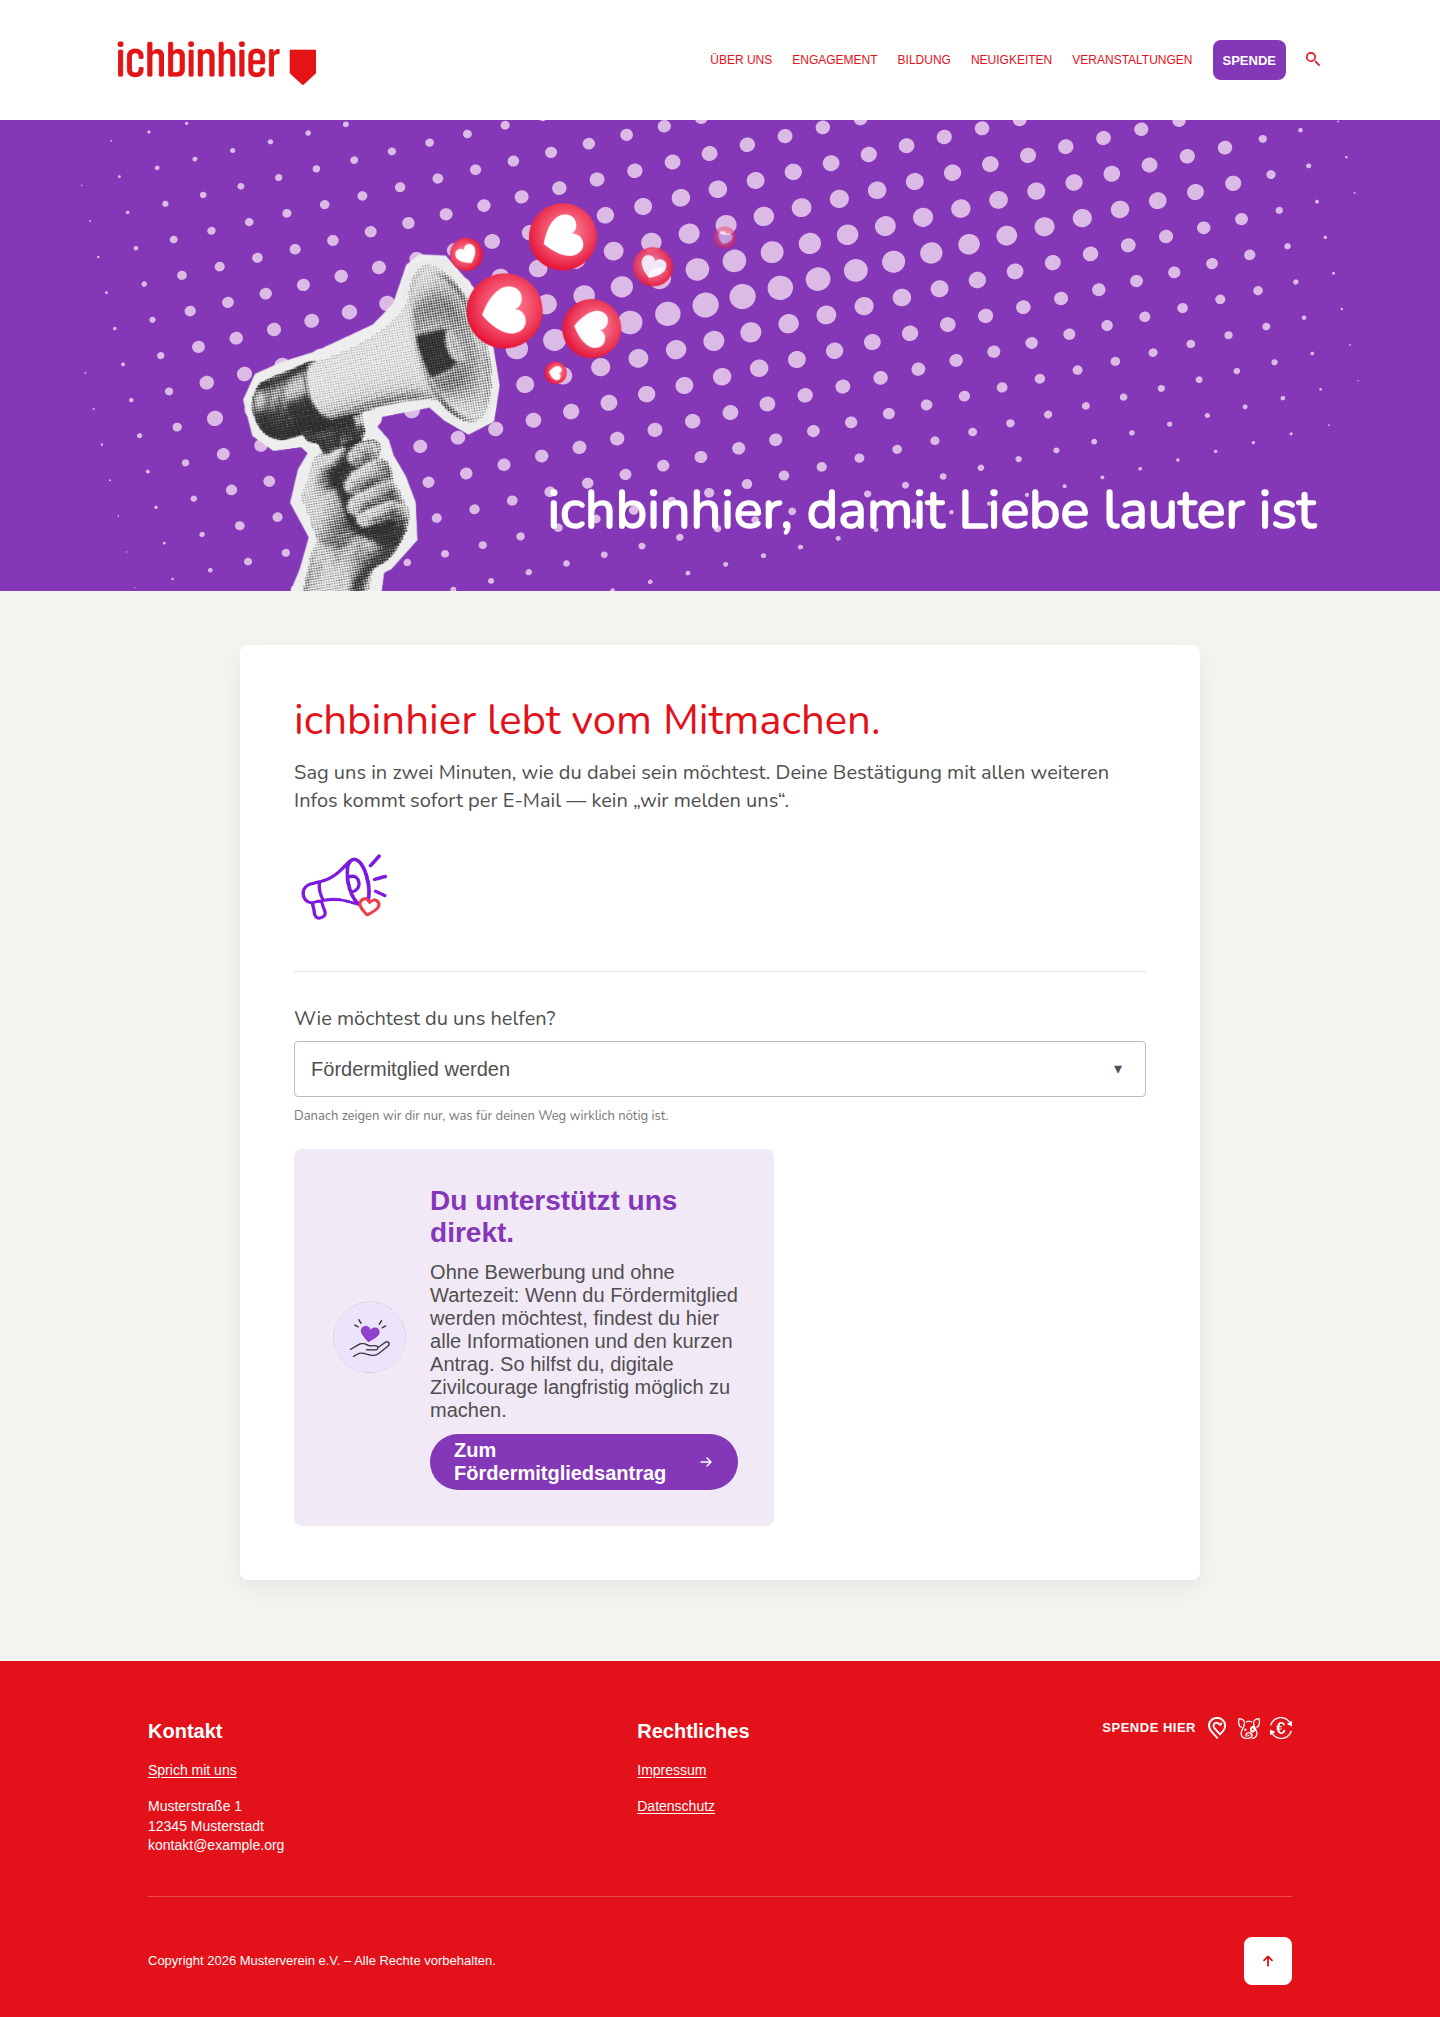 ichbinhier
ÜBER UNS ENGAGEMENT BILDUNG NEUIGKEITEN VERANSTALTUNGEN SPENDE
ichbinhier, damit Liebe lauter ist
ichbinhier lebt vom Mitmachen.
Sag uns in zwei Minuten, wie du dabei sein möchtest. Deine Bestätigung mit allen weiteren
Infos kommt sofort per E-Mail — kein „wir melden uns“.
Wie möchtest du uns helfen?
Fördermitglied werden
Danach zeigen wir dir nur, was für deinen Weg wirklich nötig ist.
Du unterstützt uns
direkt.
Ohne Bewerbung und ohne
Wartezeit: Wenn du Fördermitglied
werden möchtest, findest du hier
alle Informationen und den kurzen
Antrag. So hilfst du, digitale
Zivilcourage langfristig möglich zu
machen.
Zum
Fördermitgliedsantrag
Kontakt
Sprich mit uns
Musterstraße 1
12345 Musterstadt
kontakt@example.org
Rechtliches
Impressum
Datenschutz
SPENDE HIER
Copyright 2026 Musterverein e.V. – Alle Rechte vorbehalten.